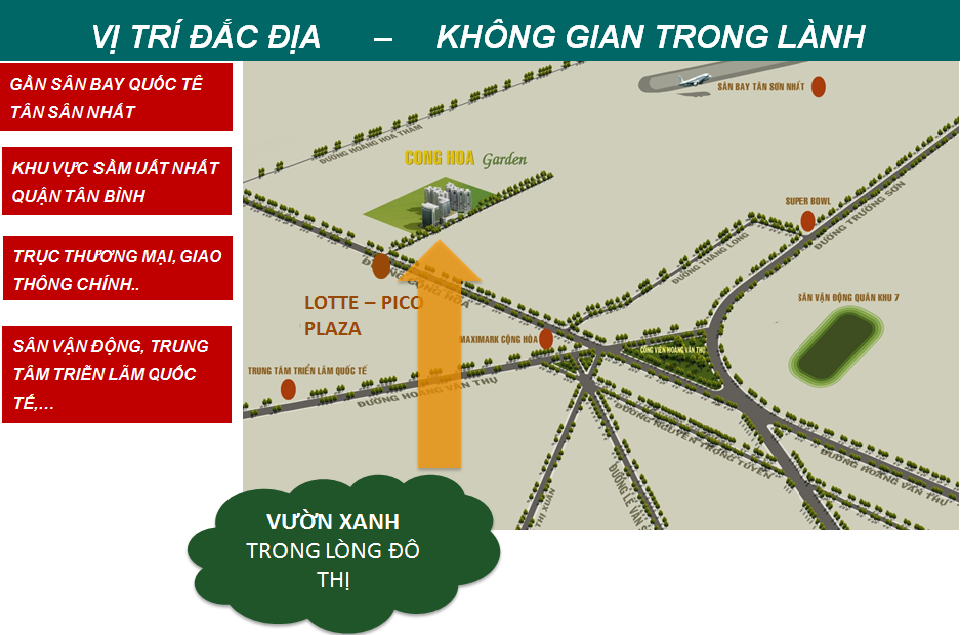 VỊ TRÍ ĐẮC ĐỊA – KHÔNG GIAN TRONG LÀNH
GẦN SÂN BAY QUỐC TÊ
TÂN SÂN NHẤT
KHU VỰC SẦM UẤT NHẤT
QUẬN TÂN BÌNH
TRỤC THƯƠNG MẠI, GIAO
THÔNG CHÍNH..
SÂN VẬN ĐỘNG, TRUNG
TÂM TRIỄN LÃM QUỐC
TẾ,...
SÂN BAY TÂN SƠN NHẤT
ĐƯỜNG HOÀNG HOA THÁM
CONG HOA Garden
SUPER BOWL
ĐƯỜNG TRƯỜNG SƠN
ĐƯỜNG THĂNG LONG
ĐƯỜNG CỘNG HÒA
LOTTE – PICO
PLAZA
SÂN VẬN ĐỘNG QUÂN KHU 7
MAXIMARK CỘNG HÒA
CÔNG VIÊN HOÀNG VĂN THỤ
TRUNG TÂM TRIỂN LÃM QUỐC TẾ
ĐƯỜNG HOÀNG VĂN THỤ
ĐƯỜNG NGUYỄN TRỌNG TUYỂN
ĐƯỜNG HOÀNG VĂN THỤ
ĐƯỜNG LÊ VĂN
THỊ XUÂN
VƯỜN XANH
TRONG LÒNG ĐÔ
THỊ